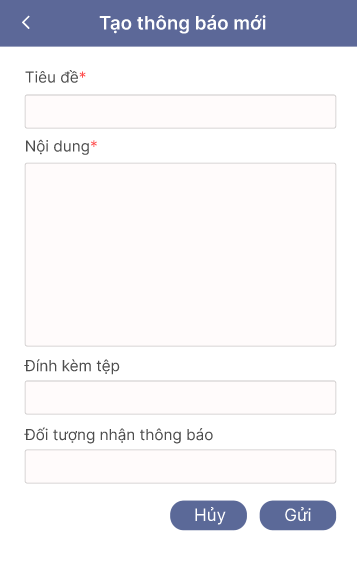 Tạo thông báo mới
Tiêu đề*
Nội dung*
Đính kèm tệp
Đối tượng nhận thông báo
Hủy Gửi